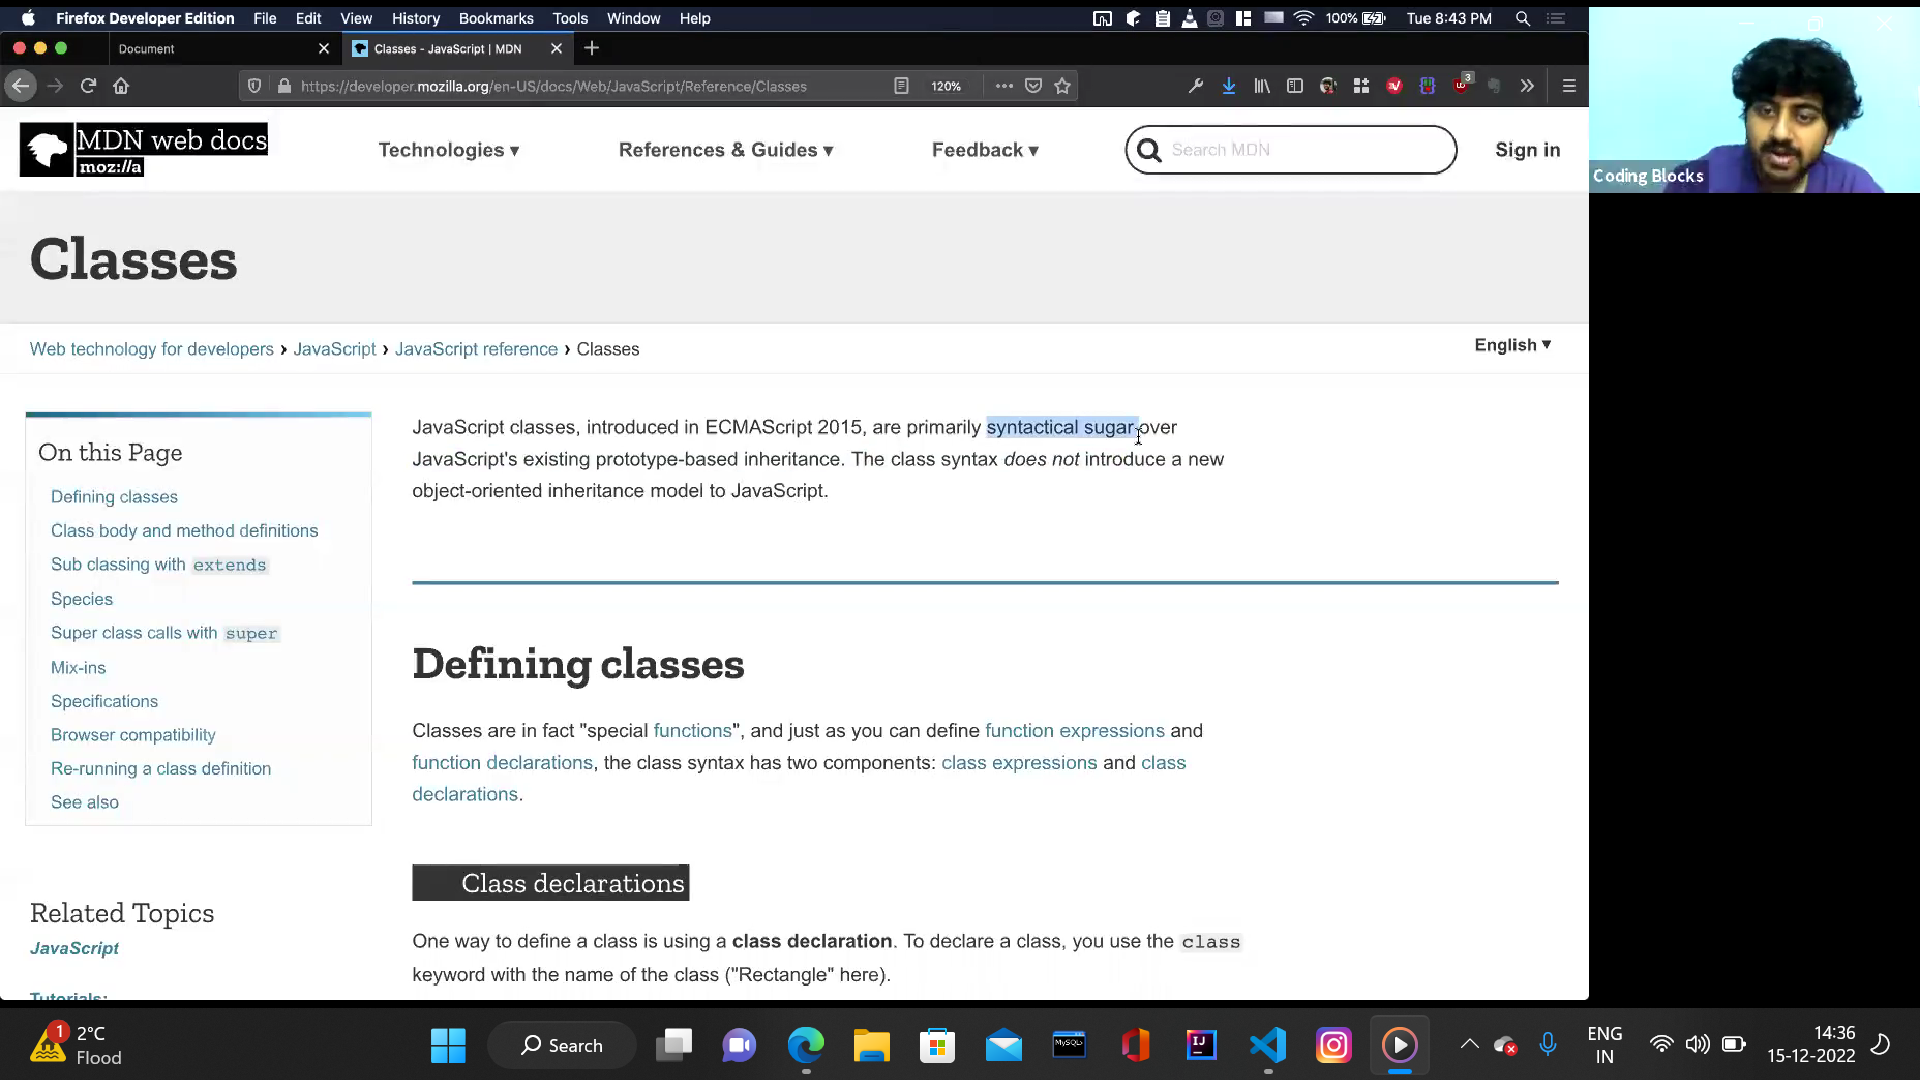 Firefox Developer Edition File Edit View History Bookmarks Tools Window Help 100% Tue 8:43 PM
Document Classes - JavaScript | MDN
https://developer.mozilla.org/en-US/docs/Web/JavaScript/Reference/Classes 120% 3
MDN web docs
moz://a
Technologies ▾ References & Guides ▾ Feedback ▾ Search MDN Sign in
Coding Blocks
Classes
Web technology for developers › JavaScript › JavaScript reference › Classes English ▾
JavaScript classes, introduced in ECMAScript 2015, are primarily syntactical sugar over
JavaScript's existing prototype-based inheritance. The class syntax does not introduce a new
object-oriented inheritance model to JavaScript.
On this Page
Defining classes
Class body and method definitions
Sub classing with extends
Species
Super class calls with super
Mix-ins
Specifications
Browser compatibility
Re-running a class definition
See also
Defining classes
Classes are in fact "special functions", and just as you can define function expressions and
function declarations, the class syntax has two components: class expressions and class
declarations.
Class declarations
One way to define a class is using a class declaration. To declare a class, you use the class
keyword with the name of the class ("Rectangle" here).
Related Topics
JavaScript
Tutorials:
1 2°C
Flood
Search
MySQL
IJ
ENG
IN
14:36
15-12-2022